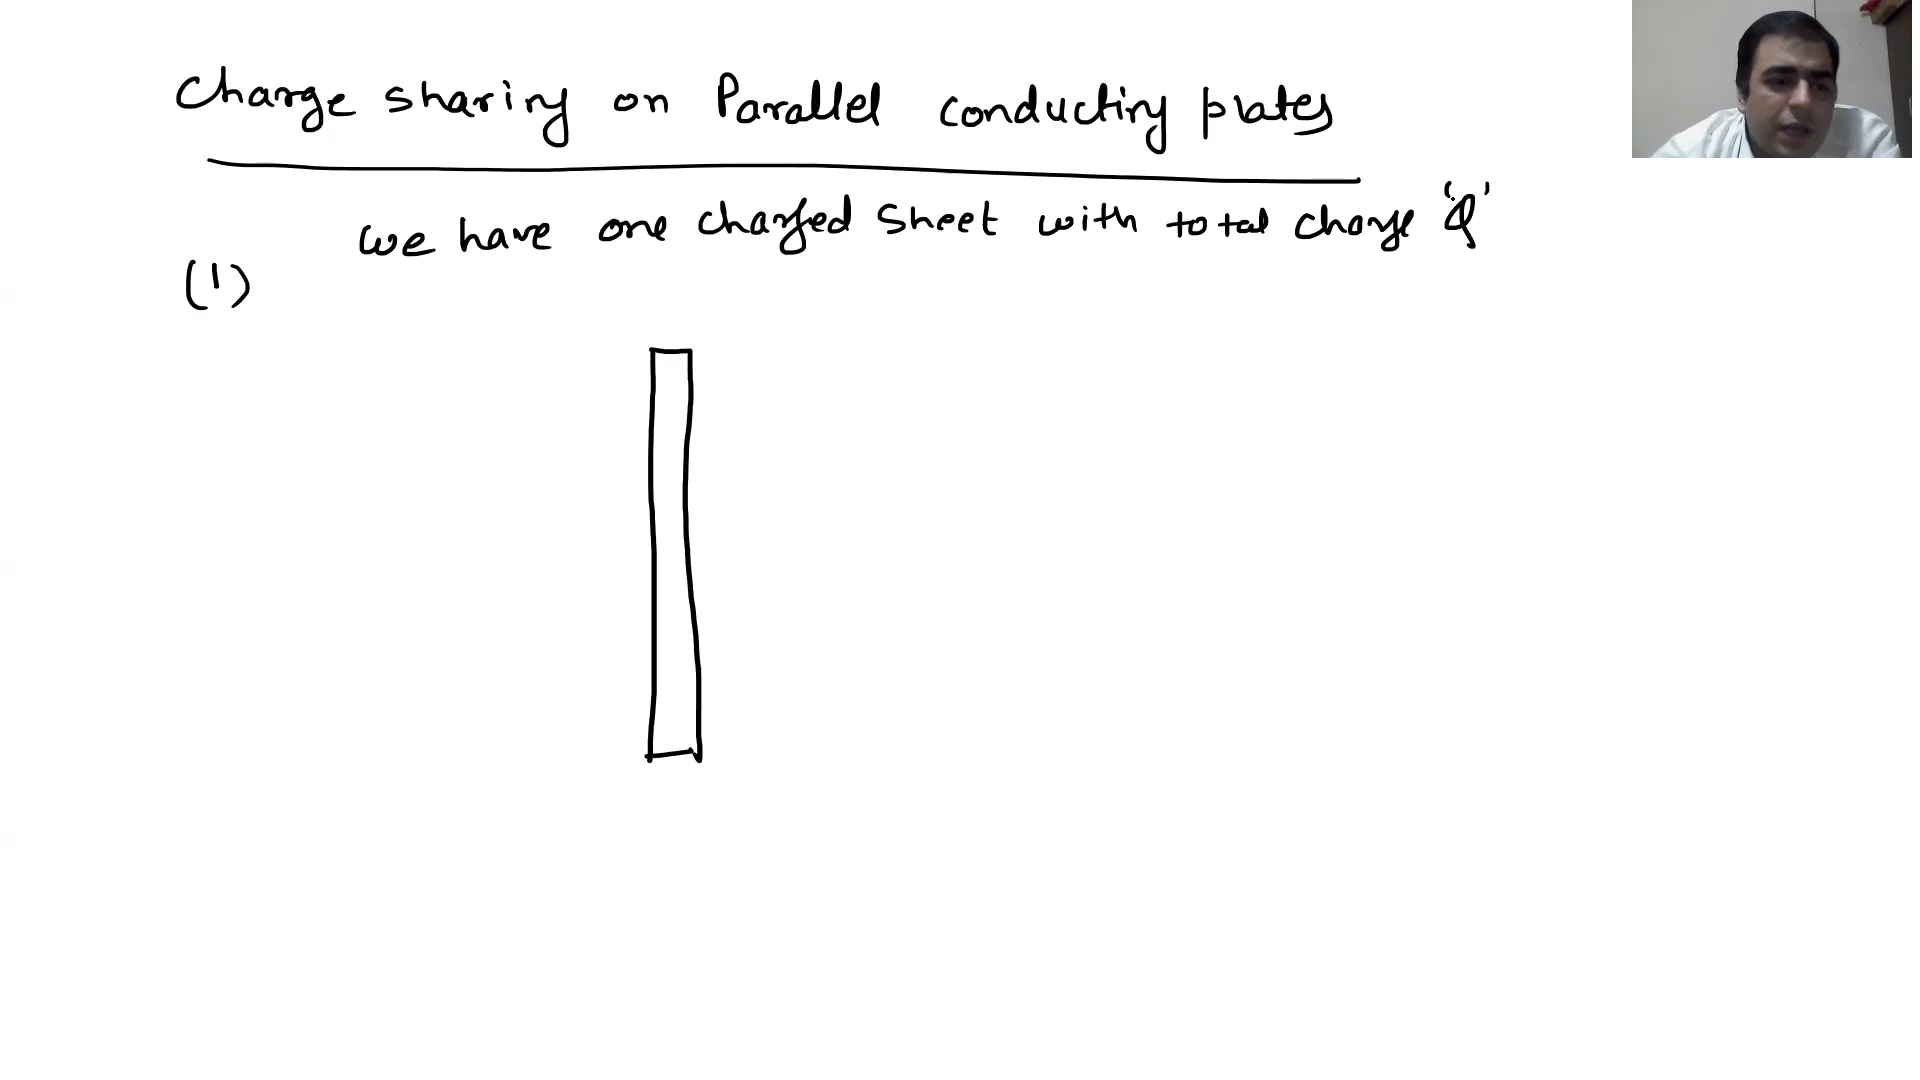 Charge sharing on Parallel conducting plates
we have one charged sheet with total charge 'Q'
(1)